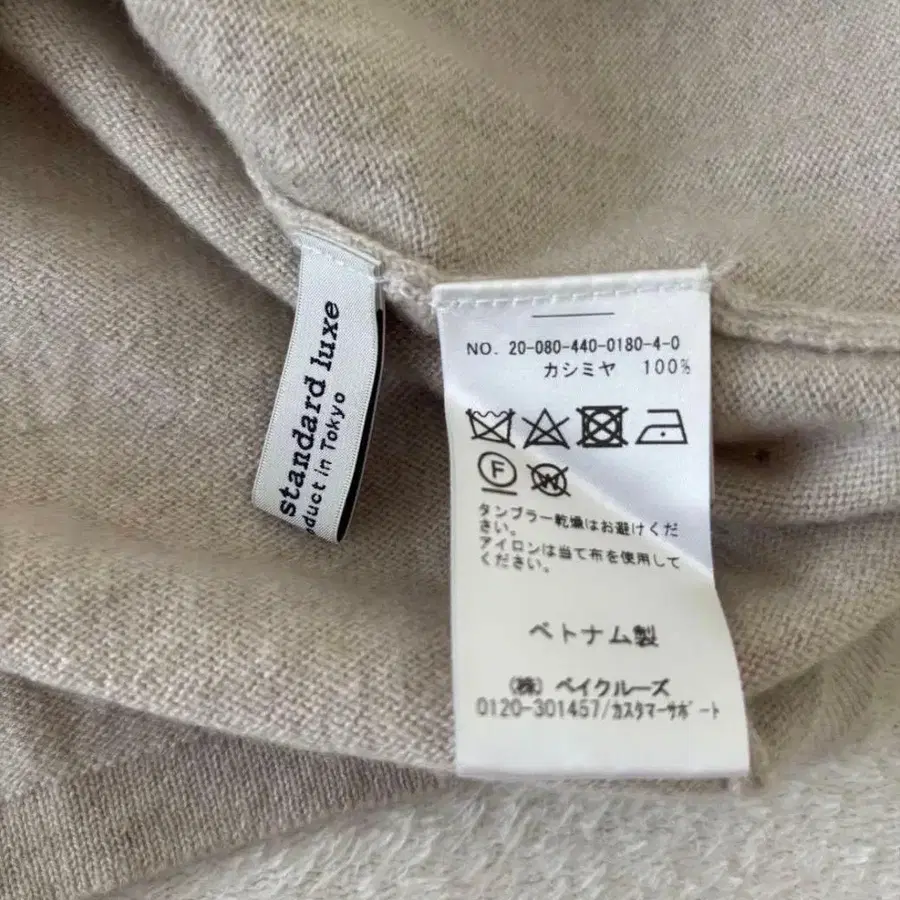 standard luxe
oduct in Tokyo
NO. 20-080-440-0180-4-0
カシミヤ 100%
F
W
タンブラー乾燥はお避けくだ
さい。
アイロンは当て布を使用して
ください。
ベトナム製
(株) ベイクルーズ
0120-301457/カスタマーサポート